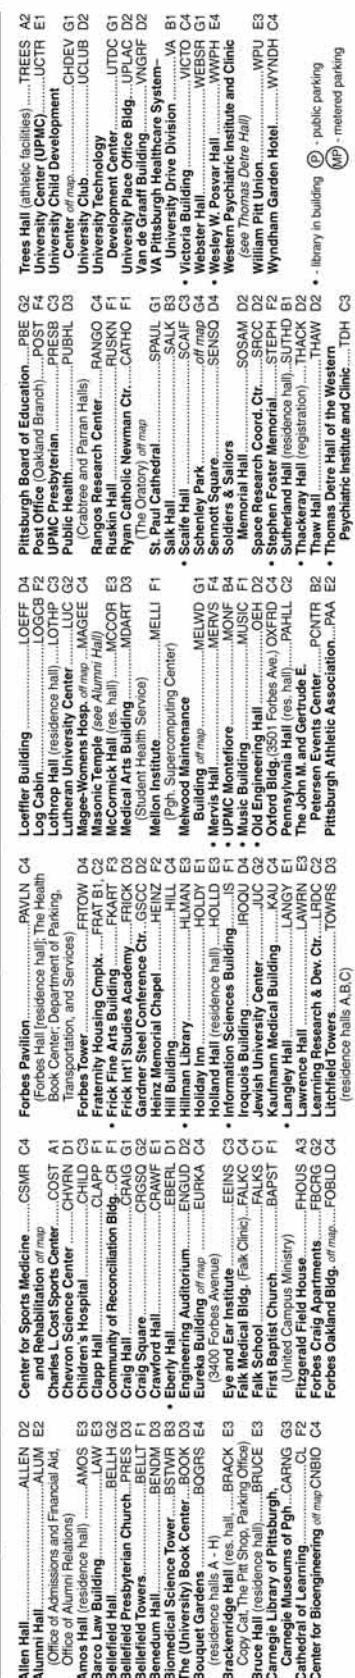 Allen Hall..........ALLEN D2
Alumni Hall..........ALUM E2
(Office of Admissions and Financial Aid,
Office of Alumni Relations)
Amos Hall (residence hall)..........AMOS E3
Barco Law Building..........LAW E3
Bellefield Hall..........BELLH G2
Bellefield Presbyterian Church..PRES D3
Bellefield Towers..........BELLT F1
Benedum Hall..........BENDM D3
Biomedical Science Tower..BSTWR B3
The (University) Book Center...BOOK D3
Bouquet Gardens..........BQGRS E4
(residence halls A - H)
Brackenridge Hall (res. hall, ....BRACK E3
Copy Cat, The Pitt Shop, Parking Office)
Bruce Hall (residence hall)........BRUCE E3
Carnegie Library of Pittsburgh,
Carnegie Museums of Pgh ....CARNG G3
Cathedral of Learning..........CL F2
Center for Bioengineering off map CNBIO C4
Center for Sports Medicine.......CSMR C4
and Rehabilitation off map
Charles L. Cost Sports Center....COST A1
Chevron Science Center ........CHVRN D1
Children's Hospital..........CHILD C3
Clapp Hall..........CLAPP F1
Community of Reconciliation Bldg...CR F1
Craig Hall..........CRAIG G1
Craig Square..........CRGSQ G2
Crawford Hall..........CRAWF E1
• Eberly Hall..........EBERL D1
Engineering Auditorium..........ENGUD D2
Eureka Building off map..........EURKA C4
(3400 Forbes Avenue)
Eye and Ear Institute ..........EEINS C3
Falk Medical Bldg. (Falk Clinic)...FALKC C4
Falk School..........FALKS C1
First Baptist Church..........BAPST F1
(United Campus Ministry)
Fitzgerald Field House..........FHOUS A3
Forbes Craig Apartments........FBCRG G2
Forbes Oakland Bldg. off map....FOBLD C4
Forbes Pavilion..........PAVLN C4
(Forbes Hall [residence hall]; The Health
Book Center; Department of Parking,
Transportation, and Services)
Forbes Tower..........FRTOW D4
Fraternity Housing Cmplx. ...FRAT B1, C2
• Frick Fine Arts Building..........FKART F3
Frick Int'l Studies Academy........FRICK D3
Gardner Steel Conference Ctr...GSCC D2
Heinz Memorial Chapel..........HEINZ F2
Hill Building..........HILL C4
• Hillman Library..........HLMAN E3
Holiday Inn..........HOLDY E1
Holland Hall (residence hall).....HOLLD E3
• Information Sciences Building........IS F1
Iroquois Building..........IROQU D4
Jewish University Center..........JUC G2
Kaufmann Medical Building..........KAU C4
• Langley Hall..........LANGY E1
Lawrence Hall..........LAWRN E3
Learning Research & Dev. Ctr...LRDC C2
Litchfield Towers..........TOWRS D3
(residence halls A,B,C)
Loeffler Building..........LOEFF D4
Log Cabin..........LOGCB F2
Lothrop Hall (residence hall)....LOTHP C3
Lutheran University Center..........LUC G2
Magee-Womens Hosp. off map ...MAGEE C4
Masonic Temple (see Alumni Hall)
McCormick Hall (res. hall)........MCCOR E3
Medical Arts Building..........MDART D3
(Student Health Service)
Mellon Institute..........MELLI F1
(Pgh. Supercomputing Center)
Melwood Maintenance
Building off map..........MELWD G1
• Mervis Hall..........MERVS F4
• UPMC Montefiore..........MONF B4
• Music Building..........MUSIC F1
• Old Engineering Hall..........OEH D2
Oxford Bldg.(3501 Forbes Ave.) OXFRD C4
Pennsylvania Hall (res. hall)......PAHLL C2
The John M. and Gertrude E.
Petersen Events Center........PCNTR B2
Pittsburgh Athletic Association....PAA E2
Pittsburgh Board of Education.....PBE G2
Post Office (Oakland Branch).....POST F4
UPMC Presbyterian..........PRESB C3
Public Health..........PUBHL D3
(Crabtree and Parran Halls)
Rangos Research Center........RANGO C4
Ruskin Hall..........RUSKN F1
Ryan Catholic Newman Ctr....CATHO F1
(The Oratory) off map
St. Paul Cathedral..........SPAUL G1
Salk Hall..........SALK B3
• Scaife Hall..........SCAIF C3
Schenley Park..........off map G4
Sennott Square..........SENSQ D4
Soldiers & Sailors
Memorial Hall..........SOSAM D2
Space Research Coord. Ctr.....SRCC D2
• Stephen Foster Memorial......STEPH F2
Sutherland Hall (residence hall)...SUTHD B1
• Thackeray Hall (registration) ....THACK D2
Thaw Hall..........THAW D2
• Thomas Detre Hall of the Western
Psychiatric Institute and Clinic.....TDH C3
Trees Hall (athletic facilities) ......TREES A2
University Center (UPMC)........UCTR E1
University Child Development
Center off map..........CHDEV G1
University Club..........UCLUB D2
University Technology
Development Center..........UTDC G1
University Place Office Bldg...UPLAC D2
Van de Graaff Building..........VNGRF D2
VA Pittsburgh Healthcare System–
University Drive Division..........VA B1
• Victoria Building..........VICTO C4
Webster Hall..........WEBSR G1
• Wesley W. Posvar Hall..........WWPH E4
Western Psychiatric Institute and Clinic
(see Thomas Detre Hall)
William Pitt Union..........WPU E3
Wyndham Garden Hotel.......WYNDH C4
• - library in building (P) - public parking
(MP) - metered parking